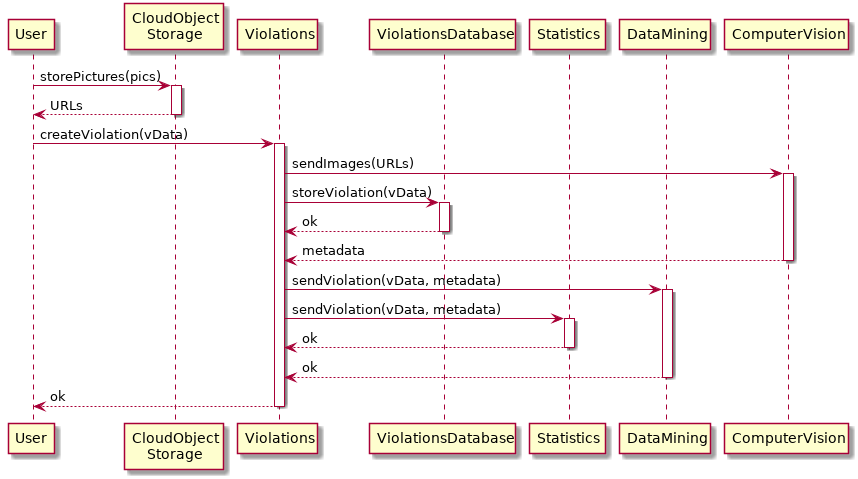 User
CloudObject
Storage
Violations
ViolationsDatabase
Statistics
DataMining
ComputerVision
storePictures(pics)
URLs
createViolation(vData)
sendImages(URLs)
storeViolation(vData)
ok
metadata
sendViolation(vData, metadata)
sendViolation(vData, metadata)
ok
ok
ok
User
CloudObject
Storage
Violations
ViolationsDatabase
Statistics
DataMining
ComputerVision